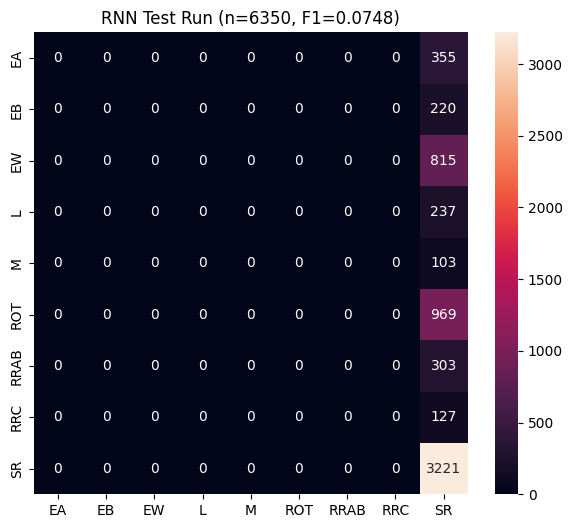 RNN Test Run (n=6350, F1=0.0748)
EA 0 0 0 0 0 0 0 0 355
EB 0 0 0 0 0 0 0 0 220
EW 0 0 0 0 0 0 0 0 815
L 0 0 0 0 0 0 0 0 237
M 0 0 0 0 0 0 0 0 103
ROT 0 0 0 0 0 0 0 0 969
RRAB 0 0 0 0 0 0 0 0 303
RRC 0 0 0 0 0 0 0 0 127
SR 0 0 0 0 0 0 0 0 3221
EA EB EW L M ROT RRAB RRC SR
3000
2500
2000
1500
1000
500
0